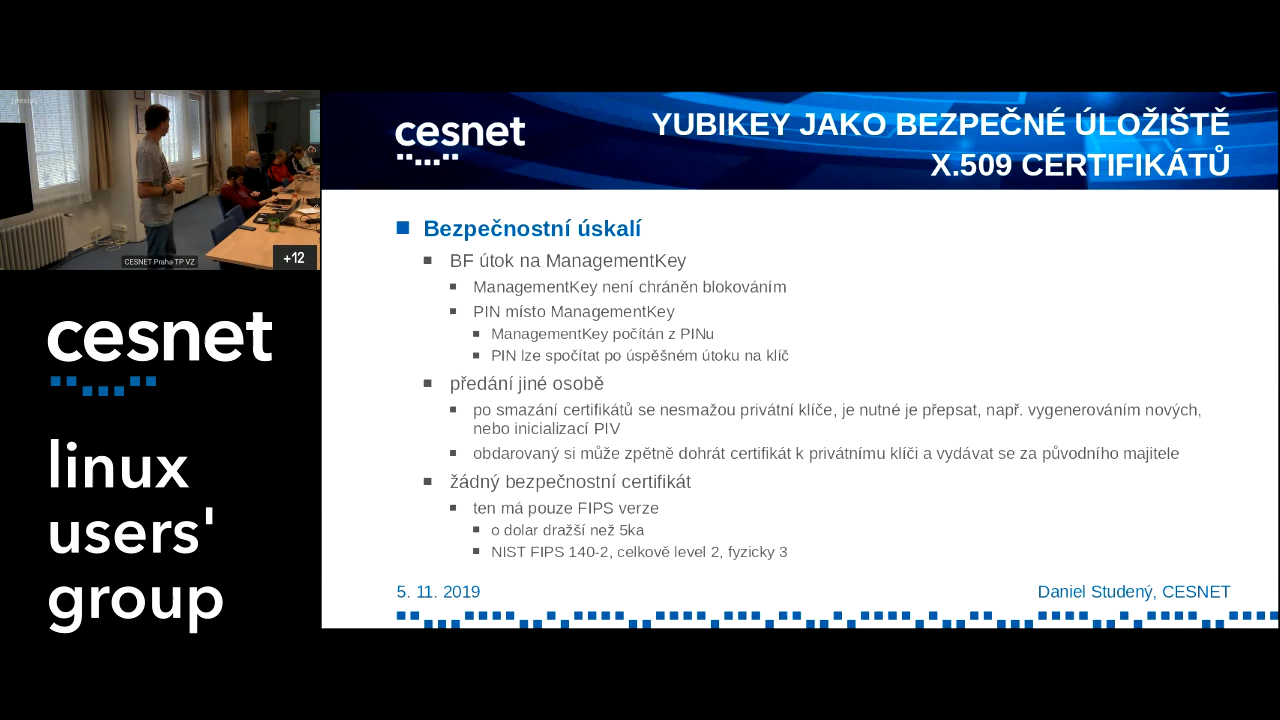 CESNET Praha TP VZ
+12
cesnet
linux
users'
group
cesnet
YUBIKEY JAKO BEZPEČNÉ ÚLOŽIŠTĚ
X.509 CERTIFIKÁTŮ
Bezpečnostní úskalí
BF útok na ManagementKey
ManagementKey není chráněn blokováním
PIN místo ManagementKey
ManagementKey počítán z PINu
PIN lze spočítat po úspěšném útoku na klíč
předání jiné osobě
po smazání certifikátů se nesmažou privátní klíče, je nutné je přepsat, např. vygenerováním nových,
nebo inicializací PIV
obdarovaný si může zpětně dohrát certifikát k privátnímu klíči a vydávat se za původního majitele
žádný bezpečnostní certifikát
ten má pouze FIPS verze
o dolar dražší než 5ka
NIST FIPS 140-2, celkově level 2, fyzicky 3
5. 11. 2019
Daniel Studený, CESNET